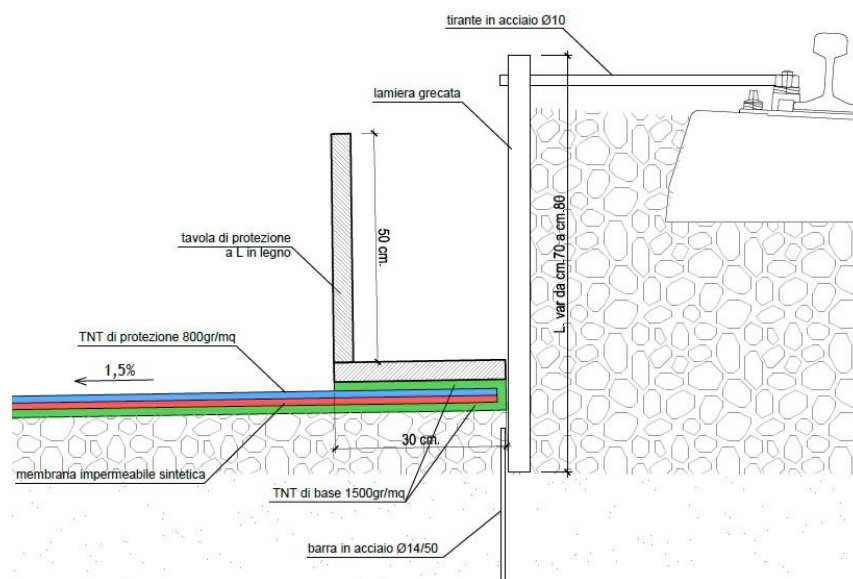 tirante in acciaio Ø10
lamiera grecata
tavola di protezione
a L in legno
50 cm.
L. var da cm.70 a cm.80
TNT di protezione 800gr/mq
1,5%
30 cm.
membrana impermeabile sintetica
TNT di base 1500gr/mq
barra in acciaio Ø14/50